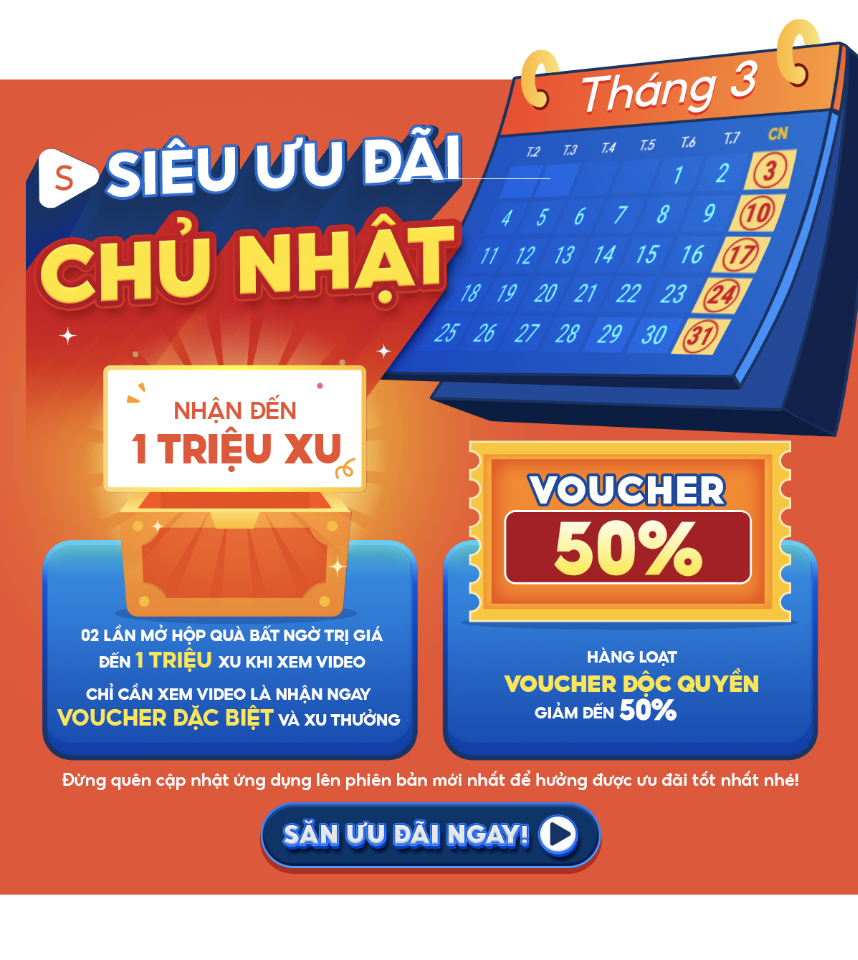 Tháng 3
T.2 T.3 T.4 T.5 T.6 T.7 CN
1 2 3
4 5 6 7 8 9 10
11 12 13 14 15 16 17
18 19 20 21 22 23 24
25 26 27 28 29 30 31
S SIÊU ƯU ĐÃI
CHỦ NHẬT
NHẬN ĐẾN
1 TRIỆU XU
02 LẦN MỞ HỘP QUÀ BẤT NGỜ TRỊ GIÁ
ĐẾN 1 TRIỆU XU KHI XEM VIDEO
CHỈ CẦN XEM VIDEO LÀ NHẬN NGAY
VOUCHER ĐẶC BIỆT VÀ XU THƯỞNG
VOUCHER
50%
HÀNG LOẠT
VOUCHER ĐỘC QUYỀN
GIẢM ĐẾN 50%
Đừng quên cập nhật ứng dụng lên phiên bản mới nhất để hưởng được ưu đãi tốt nhất nhé!
SĂN ƯU ĐÃI NGAY!